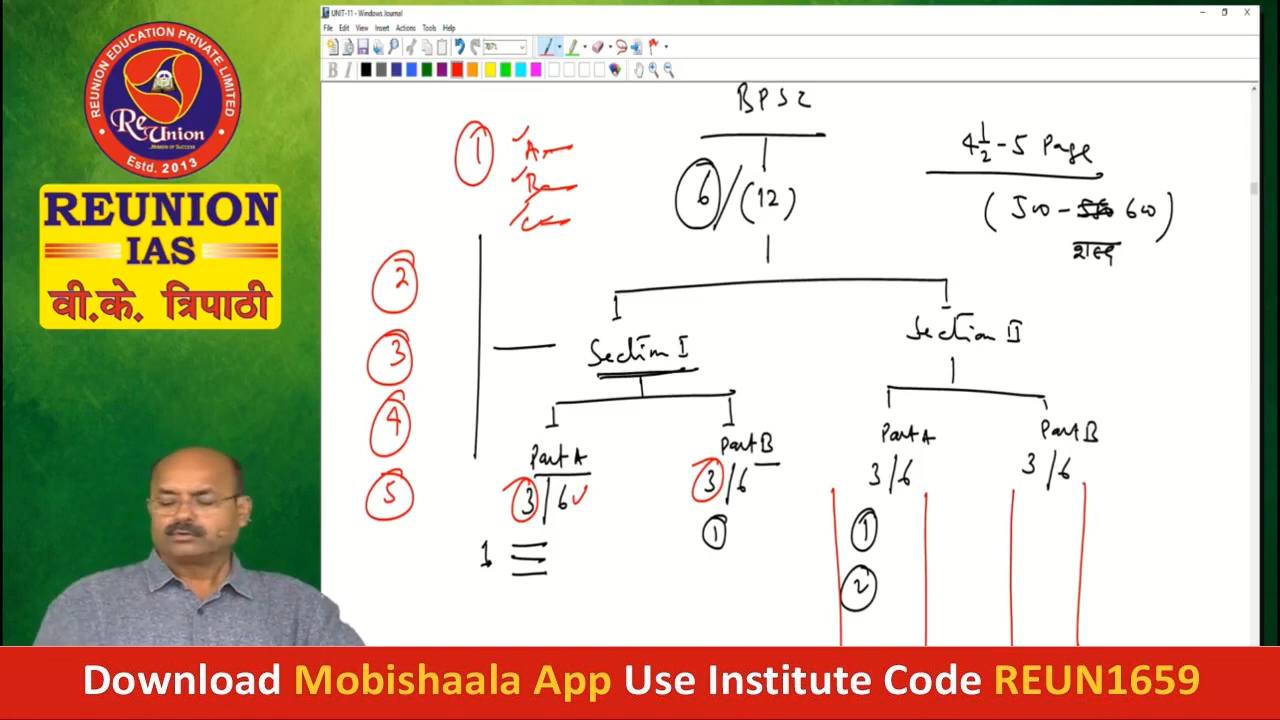 UNIT-11 - Windows Journal
File Edit View Insert Actions Tools Help
REUNION EDUCATION PRIVATE LIMITED
ReUnion
Estd. 2013
REUNION
IAS
वी.के. त्रिपाठी
BPSC
1
A
B
C
6/(12)
4 1/2 - 5 Page
(500 - 600)
शब्द
2
3
4
5
Section I
Section II
Part A
Part B
Part A
Part B
3/6
3/6
3/6
3/6
1
1
1
2
Download Mobishaala App Use Institute Code REUN1659